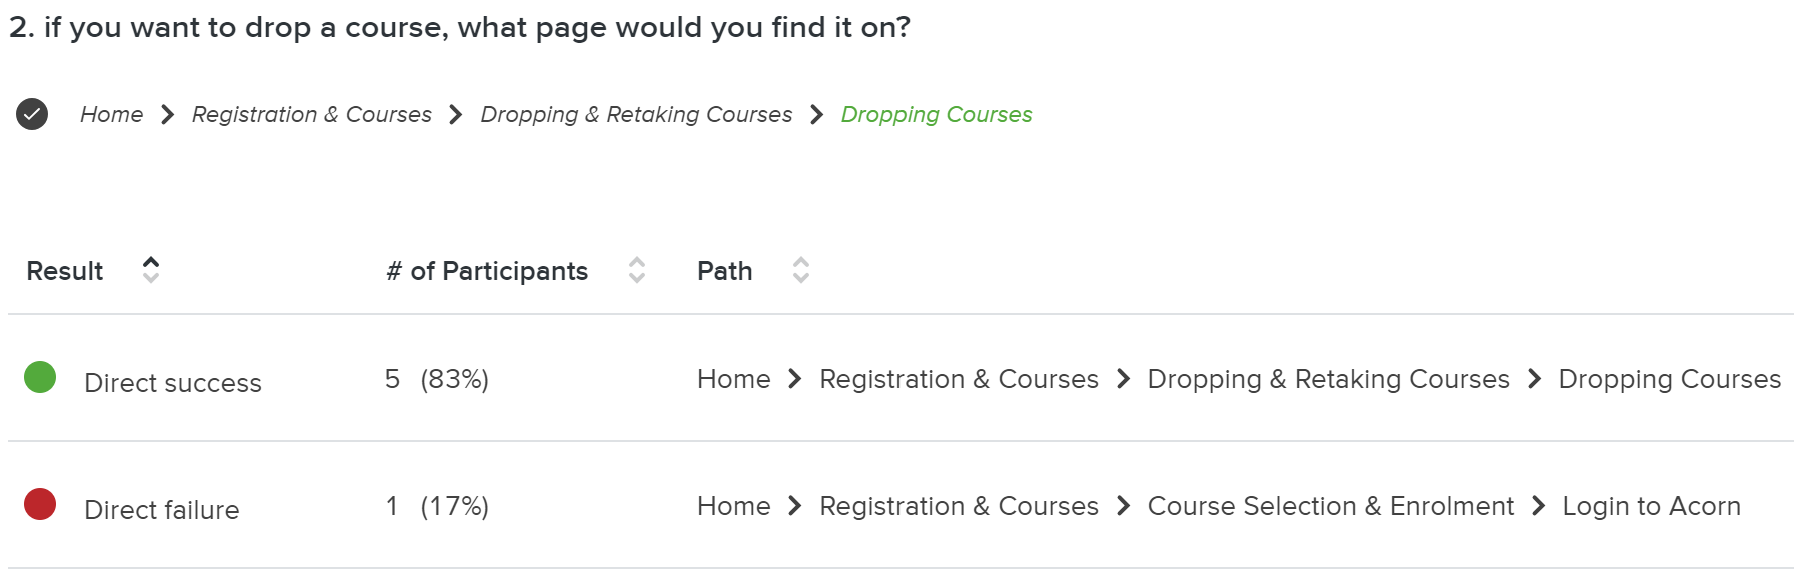 2. if you want to drop a course, what page would you find it on?
Home > Registration & Courses > Dropping & Retaking Courses > Dropping Courses
Result # of Participants Path
Direct success 5 (83%) Home > Registration & Courses > Dropping & Retaking Courses > Dropping Courses
Direct failure 1 (17%) Home > Registration & Courses > Course Selection & Enrolment > Login to Acorn